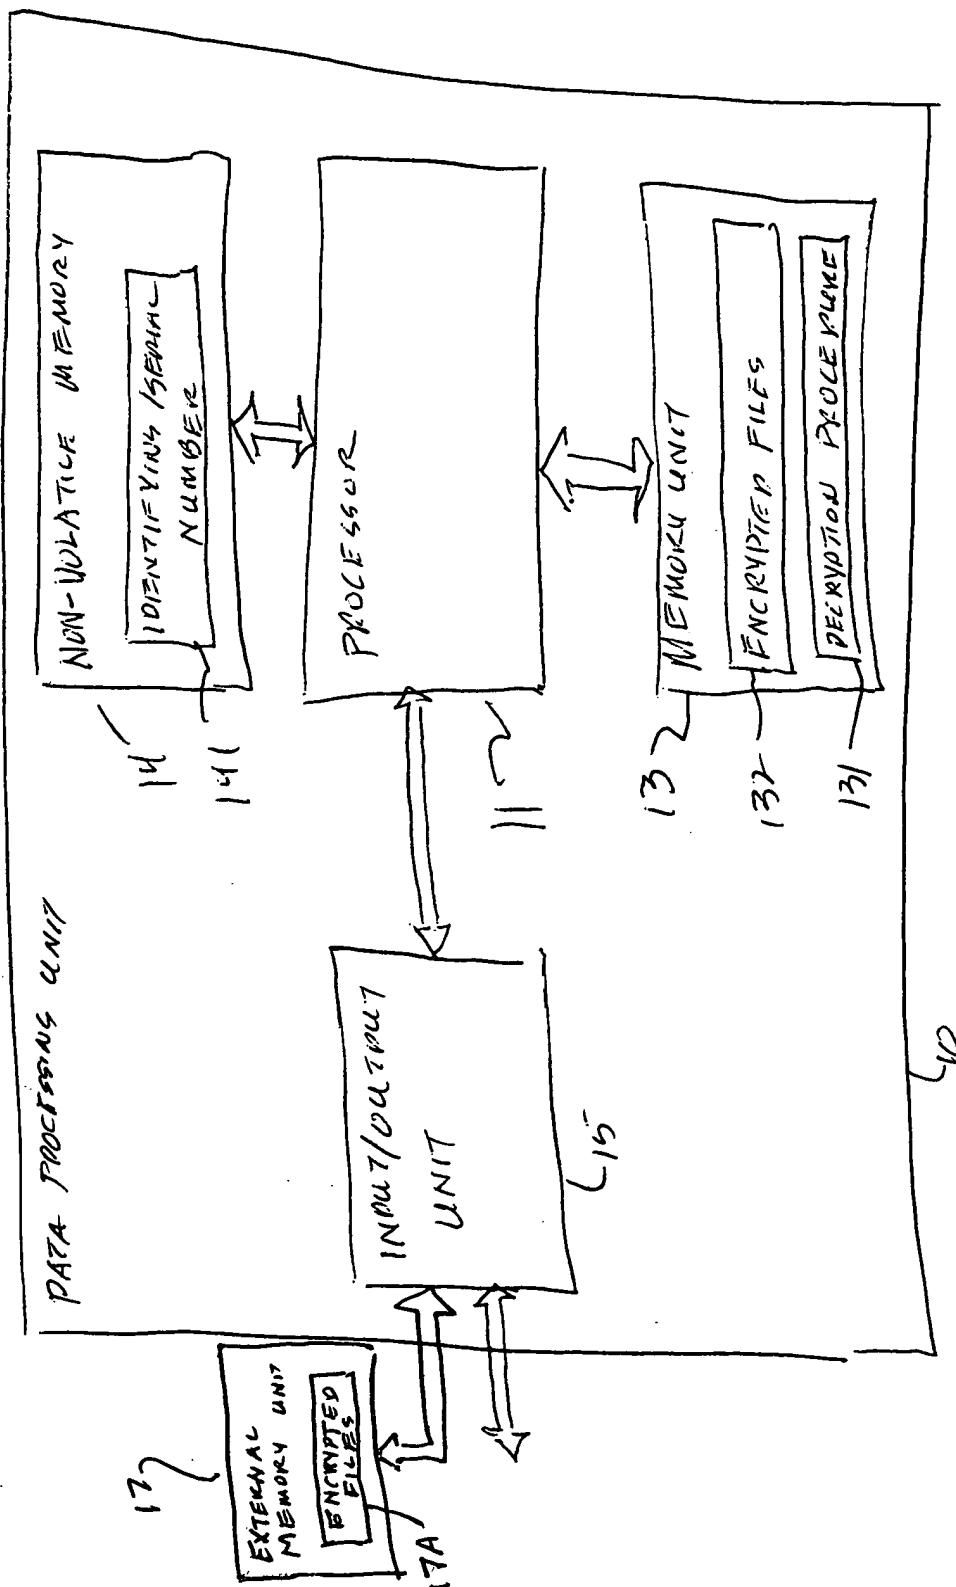 DATA PROCESSING UNIT
NON-VOLATILE MEMORY
IDENTIFYING/SERIAL
NUMBER
14
141
PROCESSOR
11
MEMORY UNIT
ENCRYPTED FILES
DECRYPTION PROCEDURE
13
132
131
INPUT/OUTPUT
UNIT
15
10
EXTERNAL
MEMORY UNIT
ENCRYPTED
FILES
17
17A